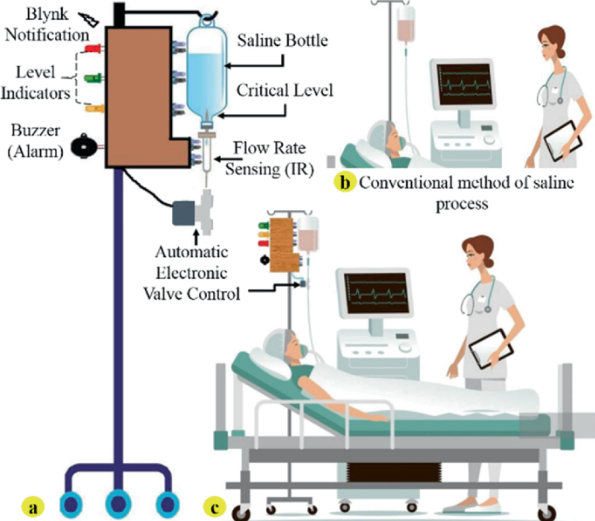 Blynk
Notification
Level
Indicators
Buzzer
(Alarm)
Saline Bottle
Critical Level
Flow Rate
Sensing (IR)
Automatic
Electronic
Valve Control
a
b Conventional method of saline
process
c